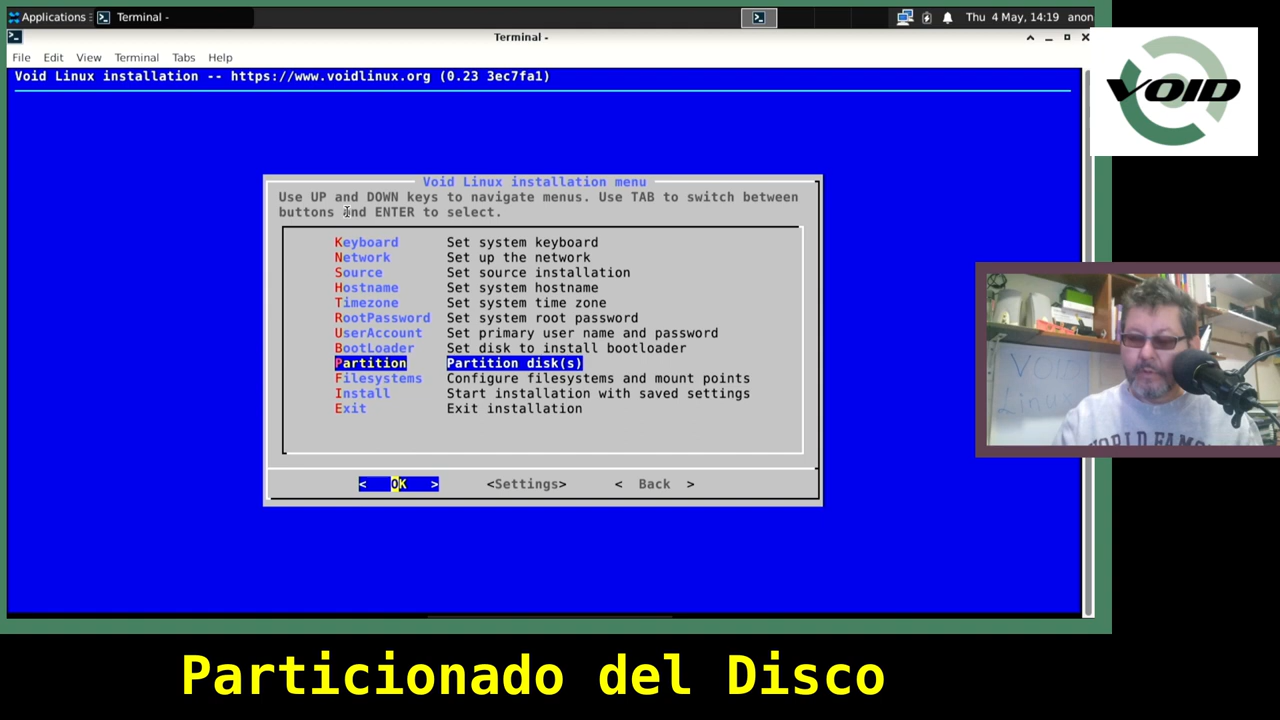 Applications
Terminal -
Thu 4 May, 14:19 anon
Terminal -
File Edit View Terminal Tabs Help
Void Linux installation -- https://www.voidlinux.org (0.23 3ec7fa1)
VOID
Void Linux installation menu
Use UP and DOWN keys to navigate menus. Use TAB to switch between
buttons and ENTER to select.
Keyboard Set system keyboard
Network Set up the network
Source Set source installation
Hostname Set system hostname
Timezone Set system time zone
RootPassword Set system root password
UserAccount Set primary user name and password
BootLoader Set disk to install bootloader
Partition Partition disk(s)
Filesystems Configure filesystems and mount points
Install Start installation with saved settings
Exit Exit installation
< OK > <Settings> < Back >
VOID
Linux
WORLD FAMO
Particionado del Disco